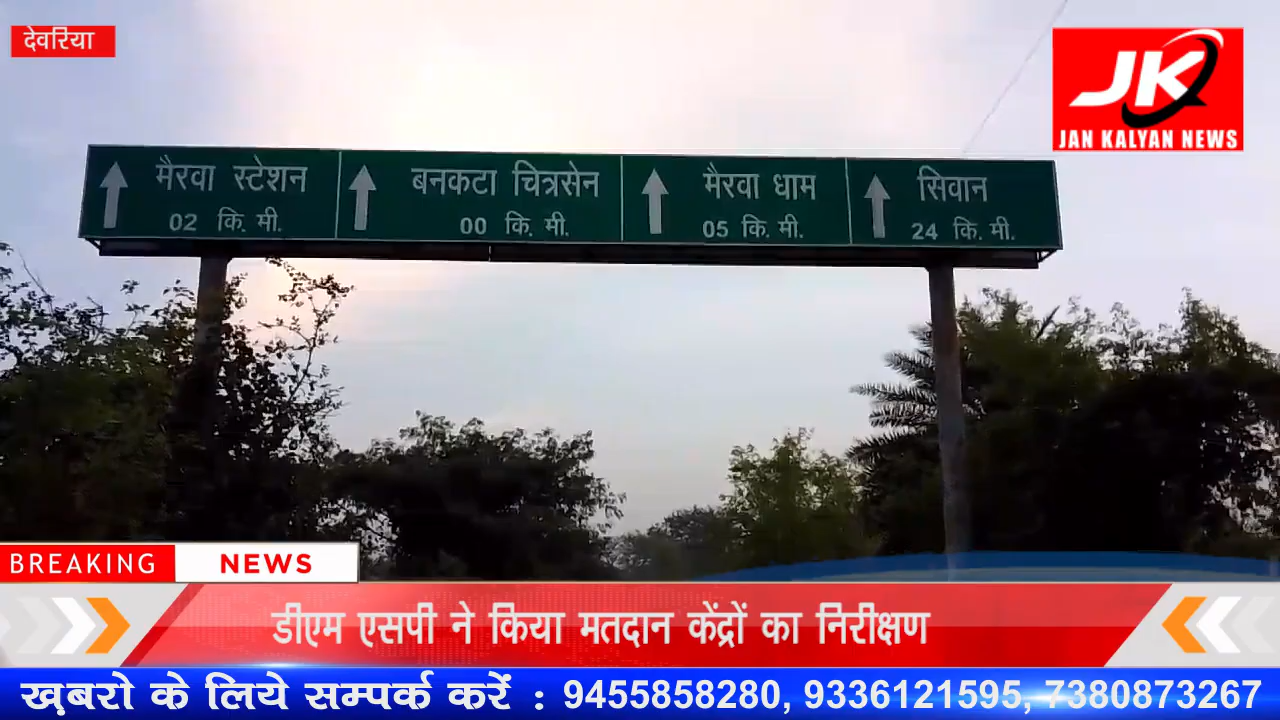 देवरिया
JK
JAN KALYAN NEWS
मैरवा स्टेशन
02 कि. मी.
बनकटा चित्रसेन
00 कि. मी.
मैरवा धाम
05 कि. मी.
सिवान
24 कि. मी.
BREAKING NEWS
डीएम एसपी ने किया मतदान केंद्रों का निरीक्षण
ख़बरो के लिये सम्पर्क करें : 9455858280, 9336121595, 7380873267